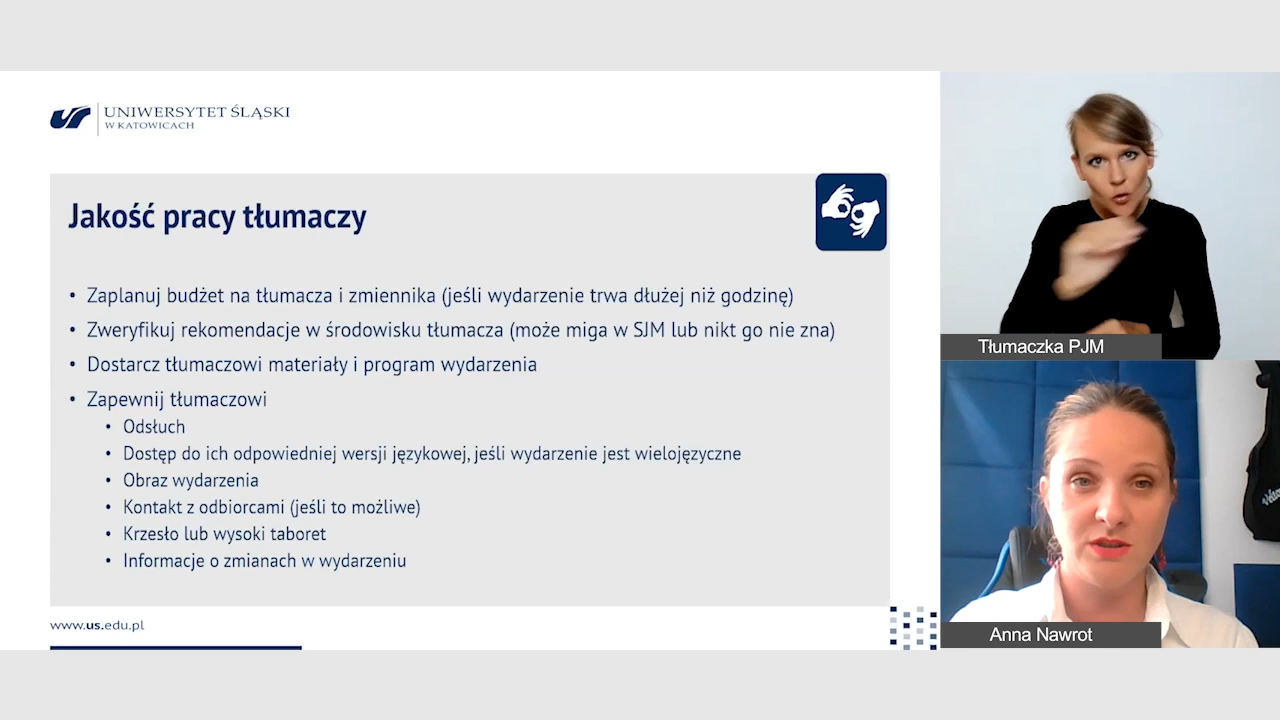 UNIWERSYTET ŚLĄSKI
W KATOWICACH
Jakość pracy tłumaczy
• Zaplanuj budżet na tłumacza i zmiennika (jeśli wydarzenie trwa dłużej niż godzinę)
• Zweryfikuj rekomendacje w środowisku tłumacza (może miga w SJM lub nikt go nie zna)
• Dostarcz tłumaczowi materiały i program wydarzenia
• Zapewnij tłumaczowi
• Odsłuch
• Dostęp do ich odpowiedniej wersji językowej, jeśli wydarzenie jest wielojęzyczne
• Obraz wydarzenia
• Kontakt z odbiorcami (jeśli to możliwe)
• Krzesło lub wysoki taboret
• Informacje o zmianach w wydarzeniu
www.us.edu.pl
Tłumaczka PJM
Anna Nawrot